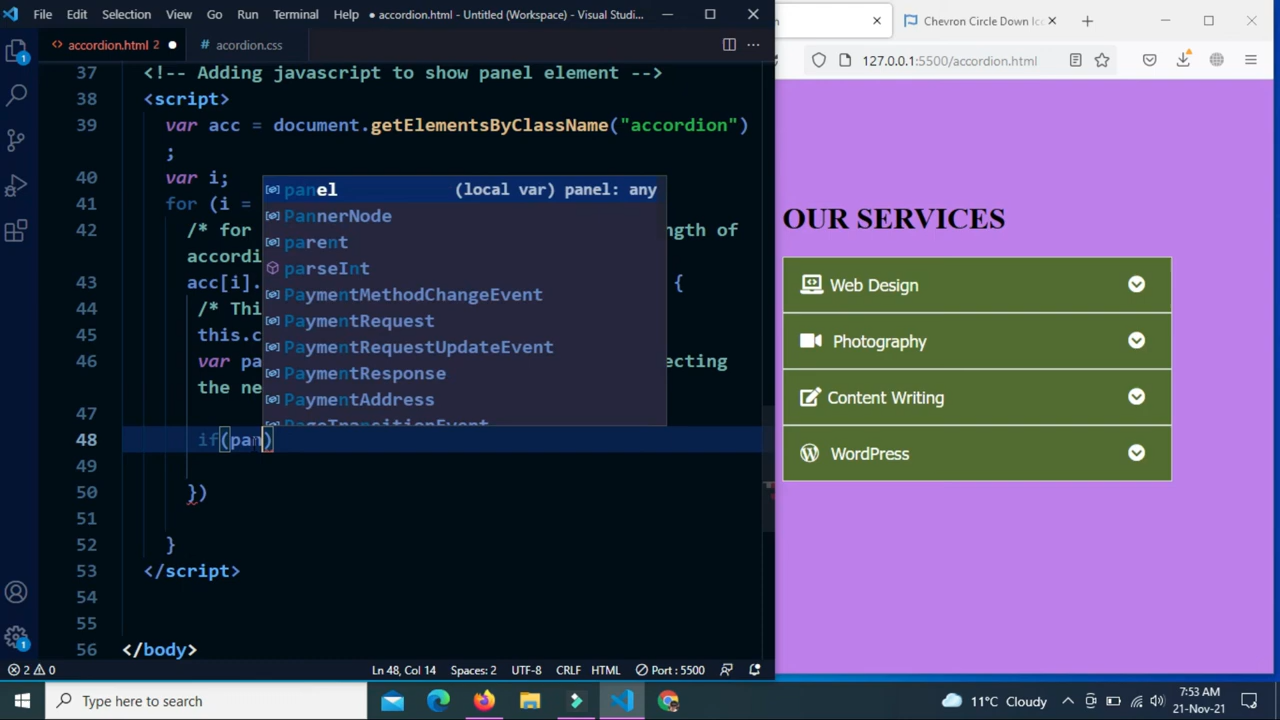 File Edit Selection View Go Run Terminal Help
● accordion.html - Untitled (Workspace) - Visual Studi...
Chevron Circle Down Ic
accordion.html 2 ●
# acordion.css
127.0.0.1:5500/accordion.html
37 <!-- Adding javascript to show panel element -->
38 <script>
39 var acc = document.getElementsByClassName("accordion")
;
40 var i;
41 for (i =
42 /* for
ngth of
accordi
43 acc[i].
{
44 /* Thi
45 this.c
46 var pa
ecting
the ne
47
48 if(pan)
49
50 })
51
52 }
53 </script>
54
55
56 </body>
panel (local var) panel: any
PannerNode
parent
parseInt
PaymentMethodChangeEvent
PaymentRequest
PaymentRequestUpdateEvent
PaymentResponse
PaymentAddress
PageTransitionEvent
OUR SERVICES
Web Design
Photography
Content Writing
WordPress
1
1
2 0
Ln 48, Col 14 Spaces: 2 UTF-8 CRLF HTML Port : 5500
Type here to search
11°C Cloudy
7:53 AM
21-Nov-21